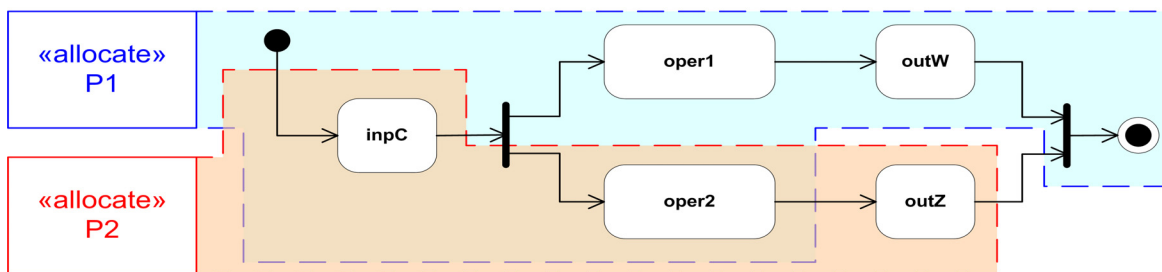 «allocate»
P1
oper1
outW
inpC
«allocate»
P2
oper2
outZ